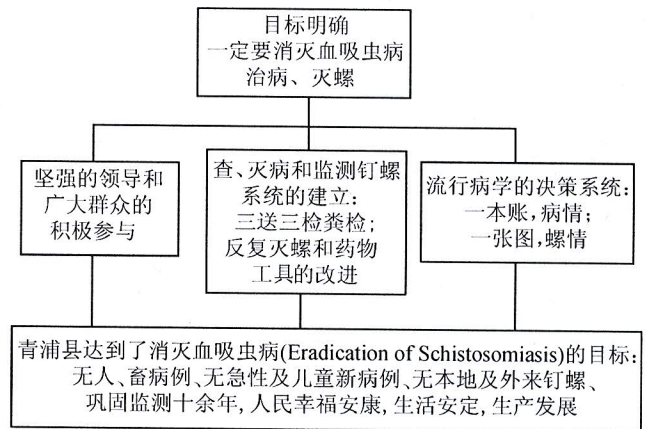 目标明确
一定要消灭血吸虫病
治病、灭螺
坚强的领导和
广大群众的
积极参与
查、灭病和监测钉螺
系统的建立:
三送三检粪检;
反复灭螺和药物
工具的改进
流行病学的决策系统:
一本账,病情;
一张图,螺情
青浦县达到了消灭血吸虫病(Eradication of Schistosomiasis)的目标:
无人、畜病例、无急性及儿童新病例、无本地及外来钉螺、
巩固监测十余年,人民幸福安康,生活安定,生产发展